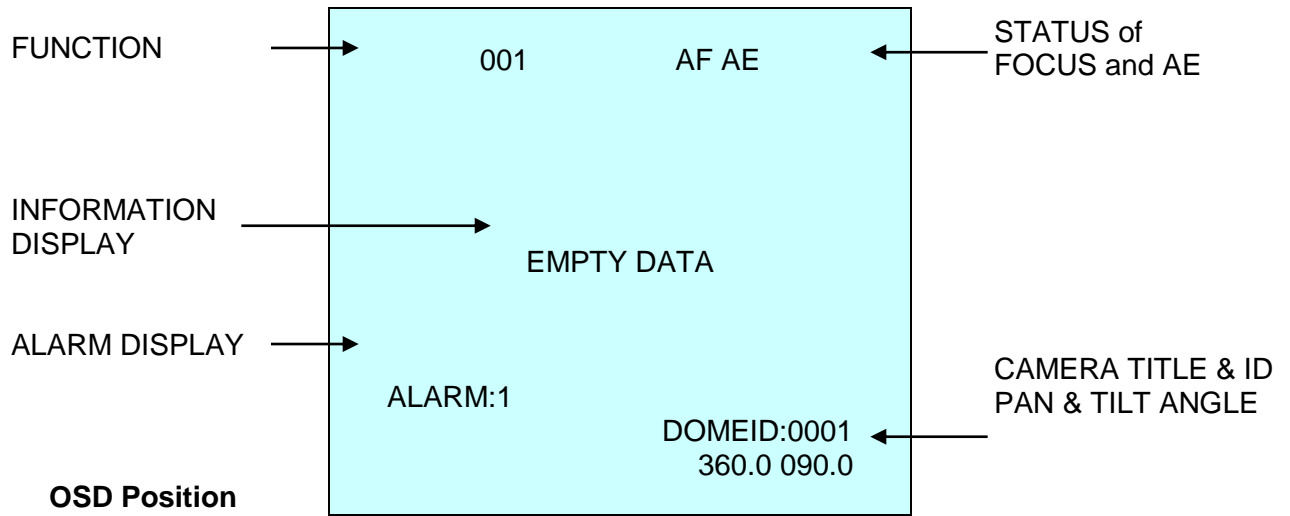 FUNCTION
001 AF AE
STATUS of
FOCUS and AE
INFORMATION
DISPLAY
EMPTY DATA
ALARM DISPLAY
ALARM:1
CAMERA TITLE & ID
PAN & TILT ANGLE
DOMEID:0001
360.0 090.0
OSD Position